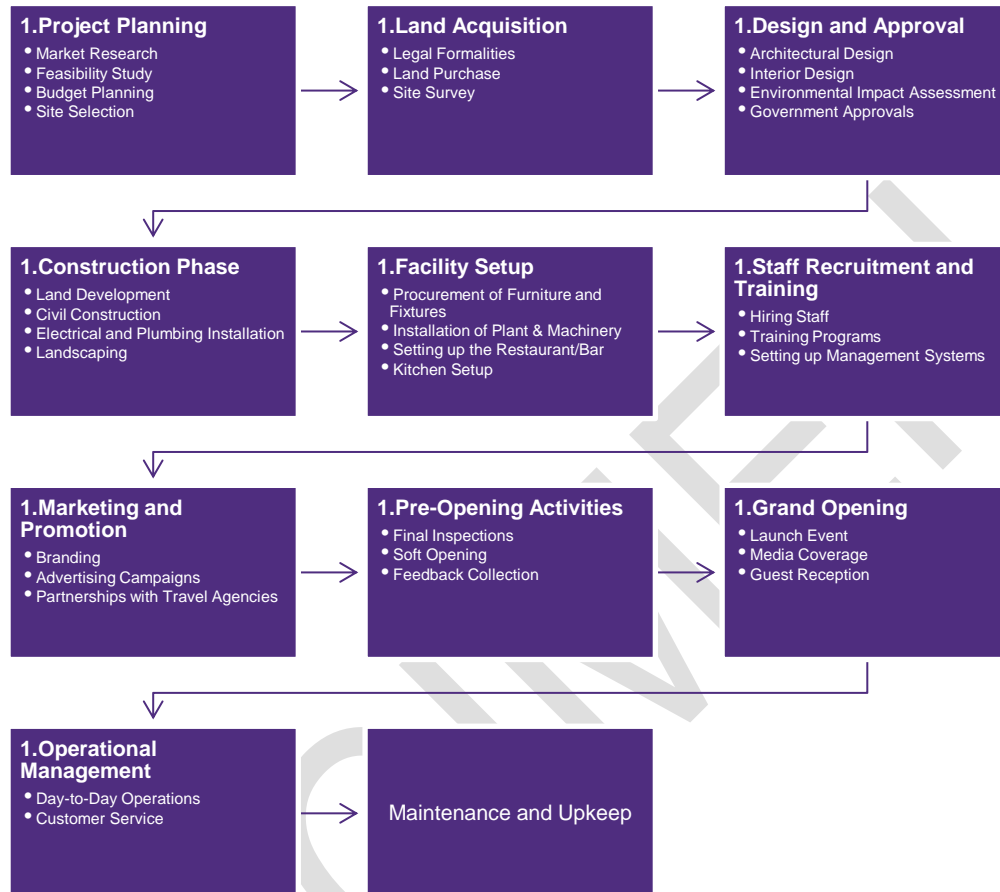 1.Project Planning
• Market Research
• Feasibility Study
• Budget Planning
• Site Selection
1.Land Acquisition
• Legal Formalities
• Land Purchase
• Site Survey
1.Design and Approval
• Architectural Design
• Interior Design
• Environmental Impact Assessment
• Government Approvals
1.Construction Phase
• Land Development
• Civil Construction
• Electrical and Plumbing Installation
• Landscaping
1.Facility Setup
• Procurement of Furniture and
Fixtures
• Installation of Plant & Machinery
• Setting up the Restaurant/Bar
• Kitchen Setup
1.Staff Recruitment and
Training
• Hiring Staff
• Training Programs
• Setting up Management Systems
1.Marketing and
Promotion
• Branding
• Advertising Campaigns
• Partnerships with Travel Agencies
1.Pre-Opening Activities
• Final Inspections
• Soft Opening
• Feedback Collection
1.Grand Opening
• Launch Event
• Media Coverage
• Guest Reception
1.Operational
Management
• Day-to-Day Operations
• Customer Service
Maintenance and Upkeep